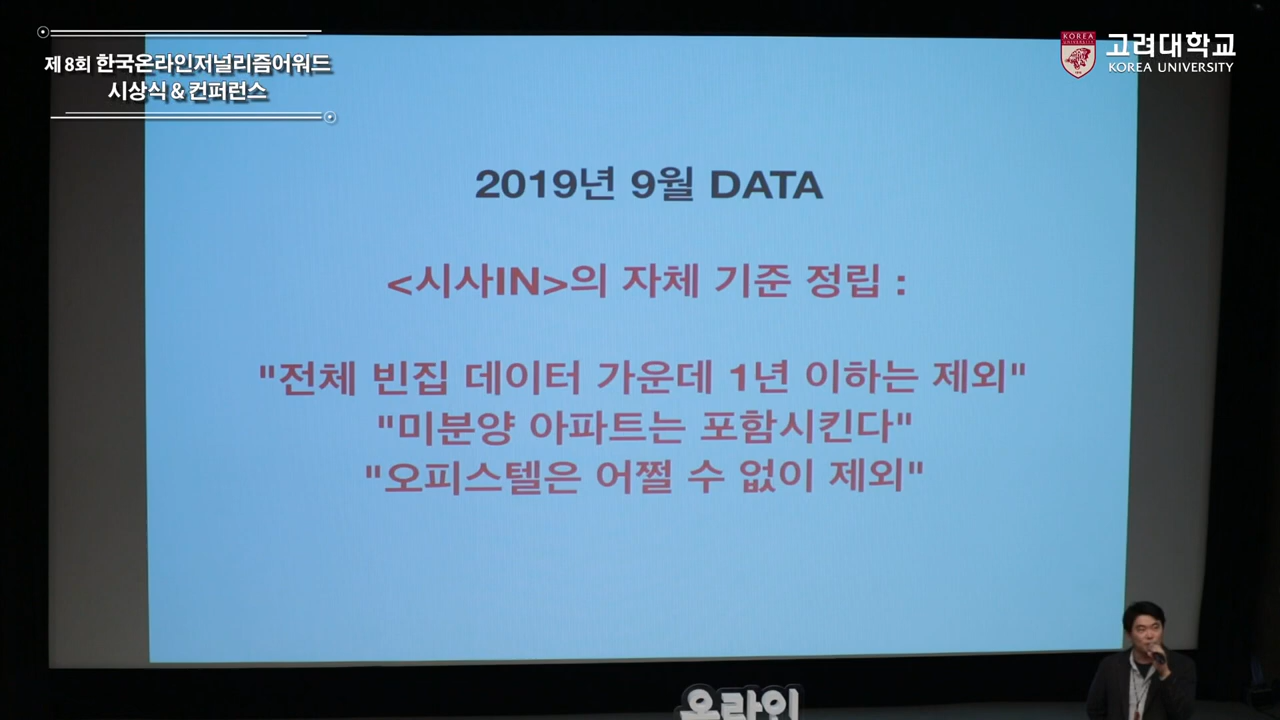 제 8회 한국온라인저널리즘어워드
시상식 & 컨퍼런스
KOREA
UNIVERSITY
고려대학교
KOREA UNIVERSITY
2019년 9월 DATA
<시사IN>의 자체 기준 정립 :
"전체 빈집 데이터 가운데 1년 이하는 제외"
"미분양 아파트는 포함시킨다"
"오피스텔은 어쩔 수 없이 제외"
온라인